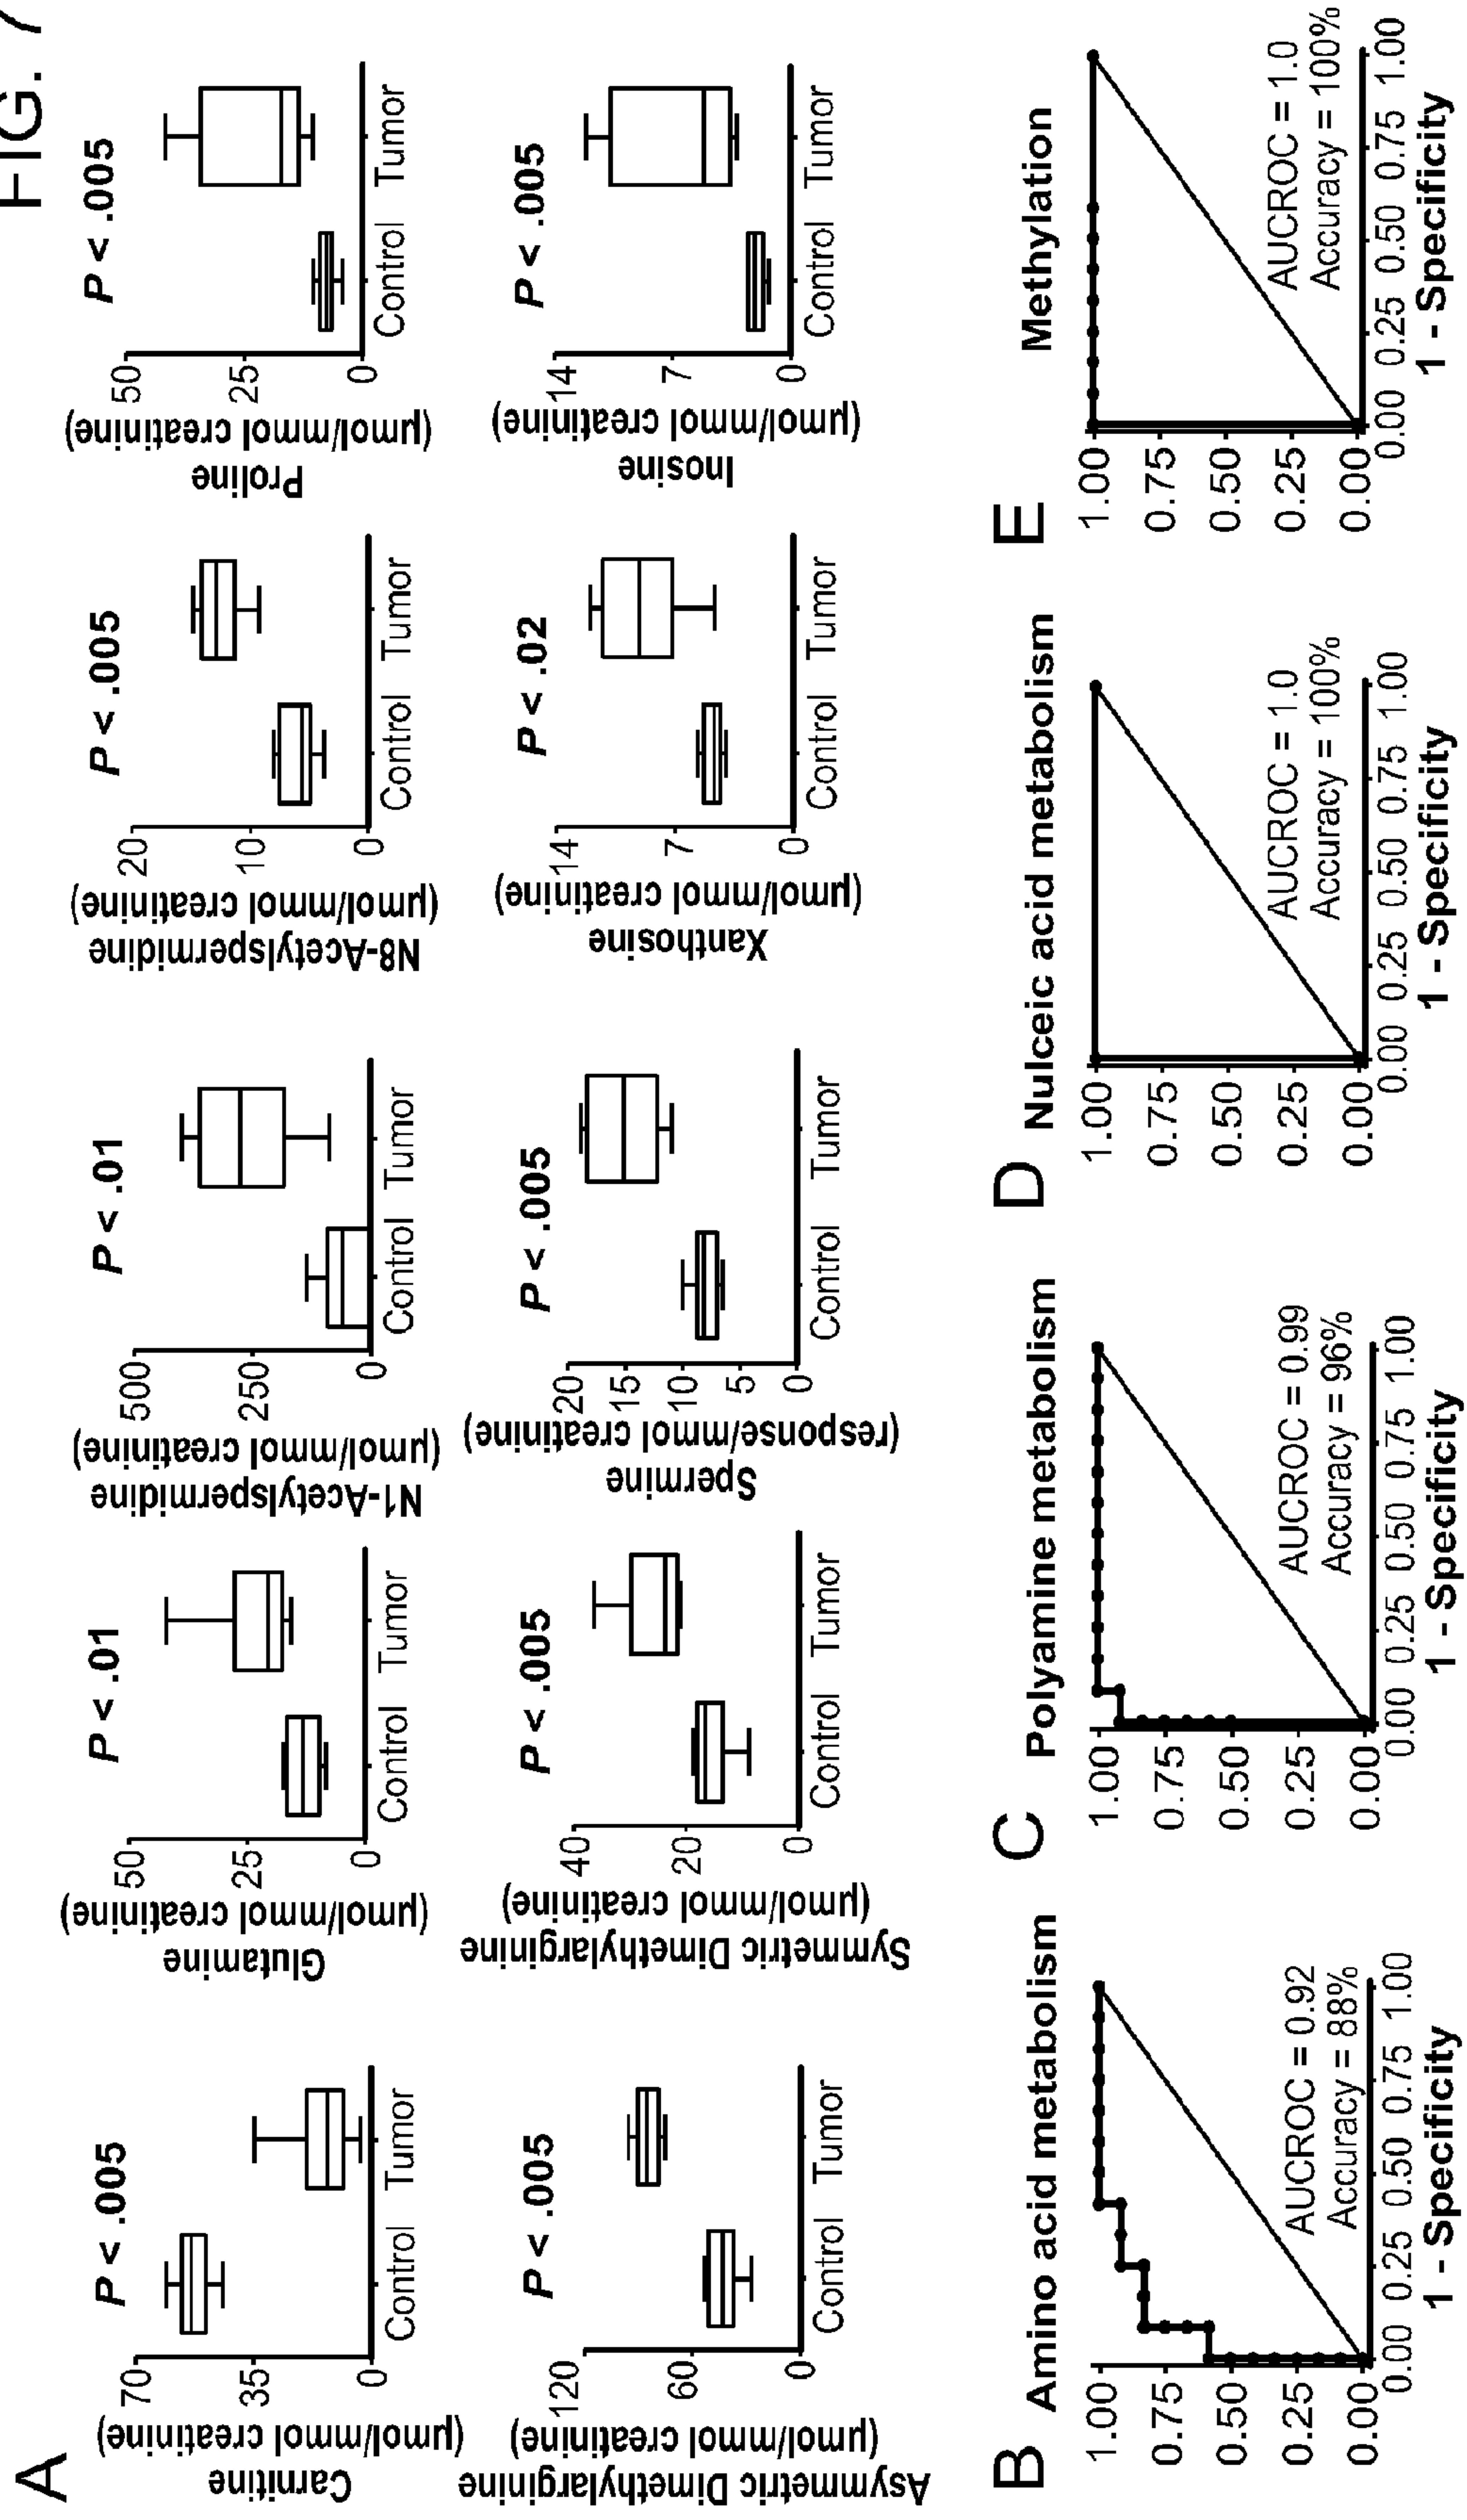 FIG. 7
A
P < .005
Carnitine
(μmol/mmol creatinine)
70
35
0
Control Tumor
P < .01
Glutamine
(μmol/mmol creatinine)
50
25
0
Control Tumor
P < .01
N1-Acetylspermidine
(μmol/mmol creatinine)
500
250
0
Control Tumor
P < .005
N8-Acetylspermidine
(μmol/mmol creatinine)
20
10
0
Control Tumor
P < .005
Proline
(μmol/mmol creatinine)
50
25
0
Control Tumor
P < .005
Asymmetric Dimethylarginine
(μmol/mmol creatinine)
120
60
0
Control Tumor
P < .005
Symmetric Dimethylarginine
(μmol/mmol creatinine)
40
20
0
Control Tumor
P < .005
Spermine
(response/mmol creatinine)
20
15
10
5
0
Control Tumor
P < .02
Xanthosine
(μmol/mmol creatinine)
14
7
0
Control Tumor
P < .005
Inosine
(μmol/mmol creatinine)
14
7
0
Control Tumor
B Amino acid metabolism
1.00
0.75
0.50
0.25
0.00
AUCROC = 0.92
Accuracy = 88%
0.00 0.25 0.50 0.75 1.00
1 - Specificity
C Polyamine metabolism
1.00
0.75
0.50
0.25
0.00
AUCROC = 0.99
Accuracy = 96%
0.00 0.25 0.50 0.75 1.00
1 - Specificity
D Nulceic acid metabolism
1.00
0.75
0.50
0.25
0.00
AUCROC = 1.0
Accuracy = 100%
0.00 0.25 0.50 0.75 1.00
1 - Specificity
E Methylation
1.00
0.75
0.50
0.25
0.00
AUCROC = 1.0
Accuracy = 100%
0.00 0.25 0.50 0.75 1.00
1 - Specificity